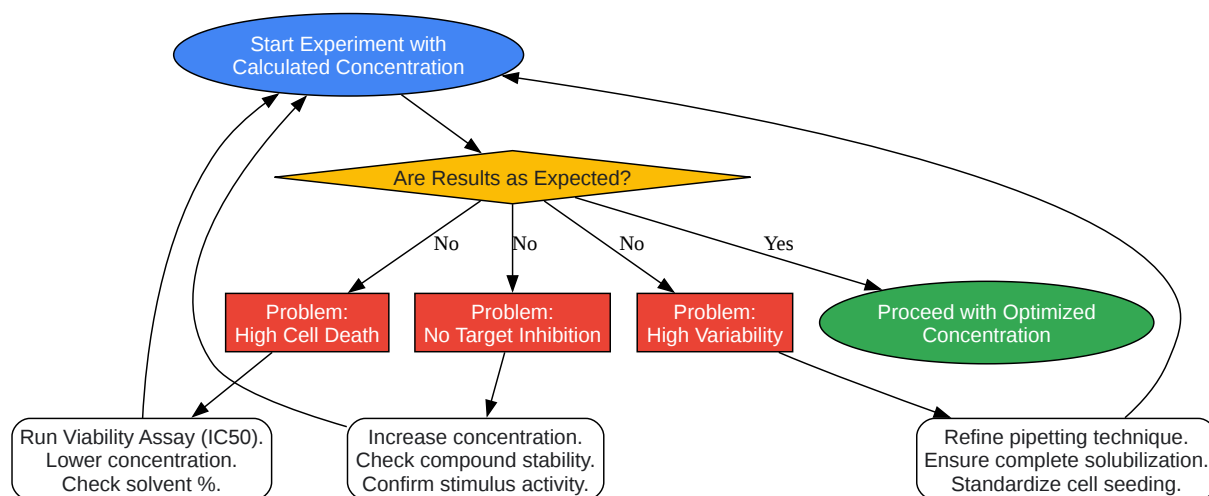 Start Experiment with
Calculated Concentration
Are Results as Expected?
No
No
No
Yes
Problem:
High Cell Death
Problem:
No Target Inhibition
Problem:
High Variability
Proceed with Optimized
Concentration
Run Viability Assay (IC50).
Lower concentration.
Check solvent %.
Increase concentration.
Check compound stability.
Confirm stimulus activity.
Refine pipetting technique.
Ensure complete solubilization.
Standardize cell seeding.